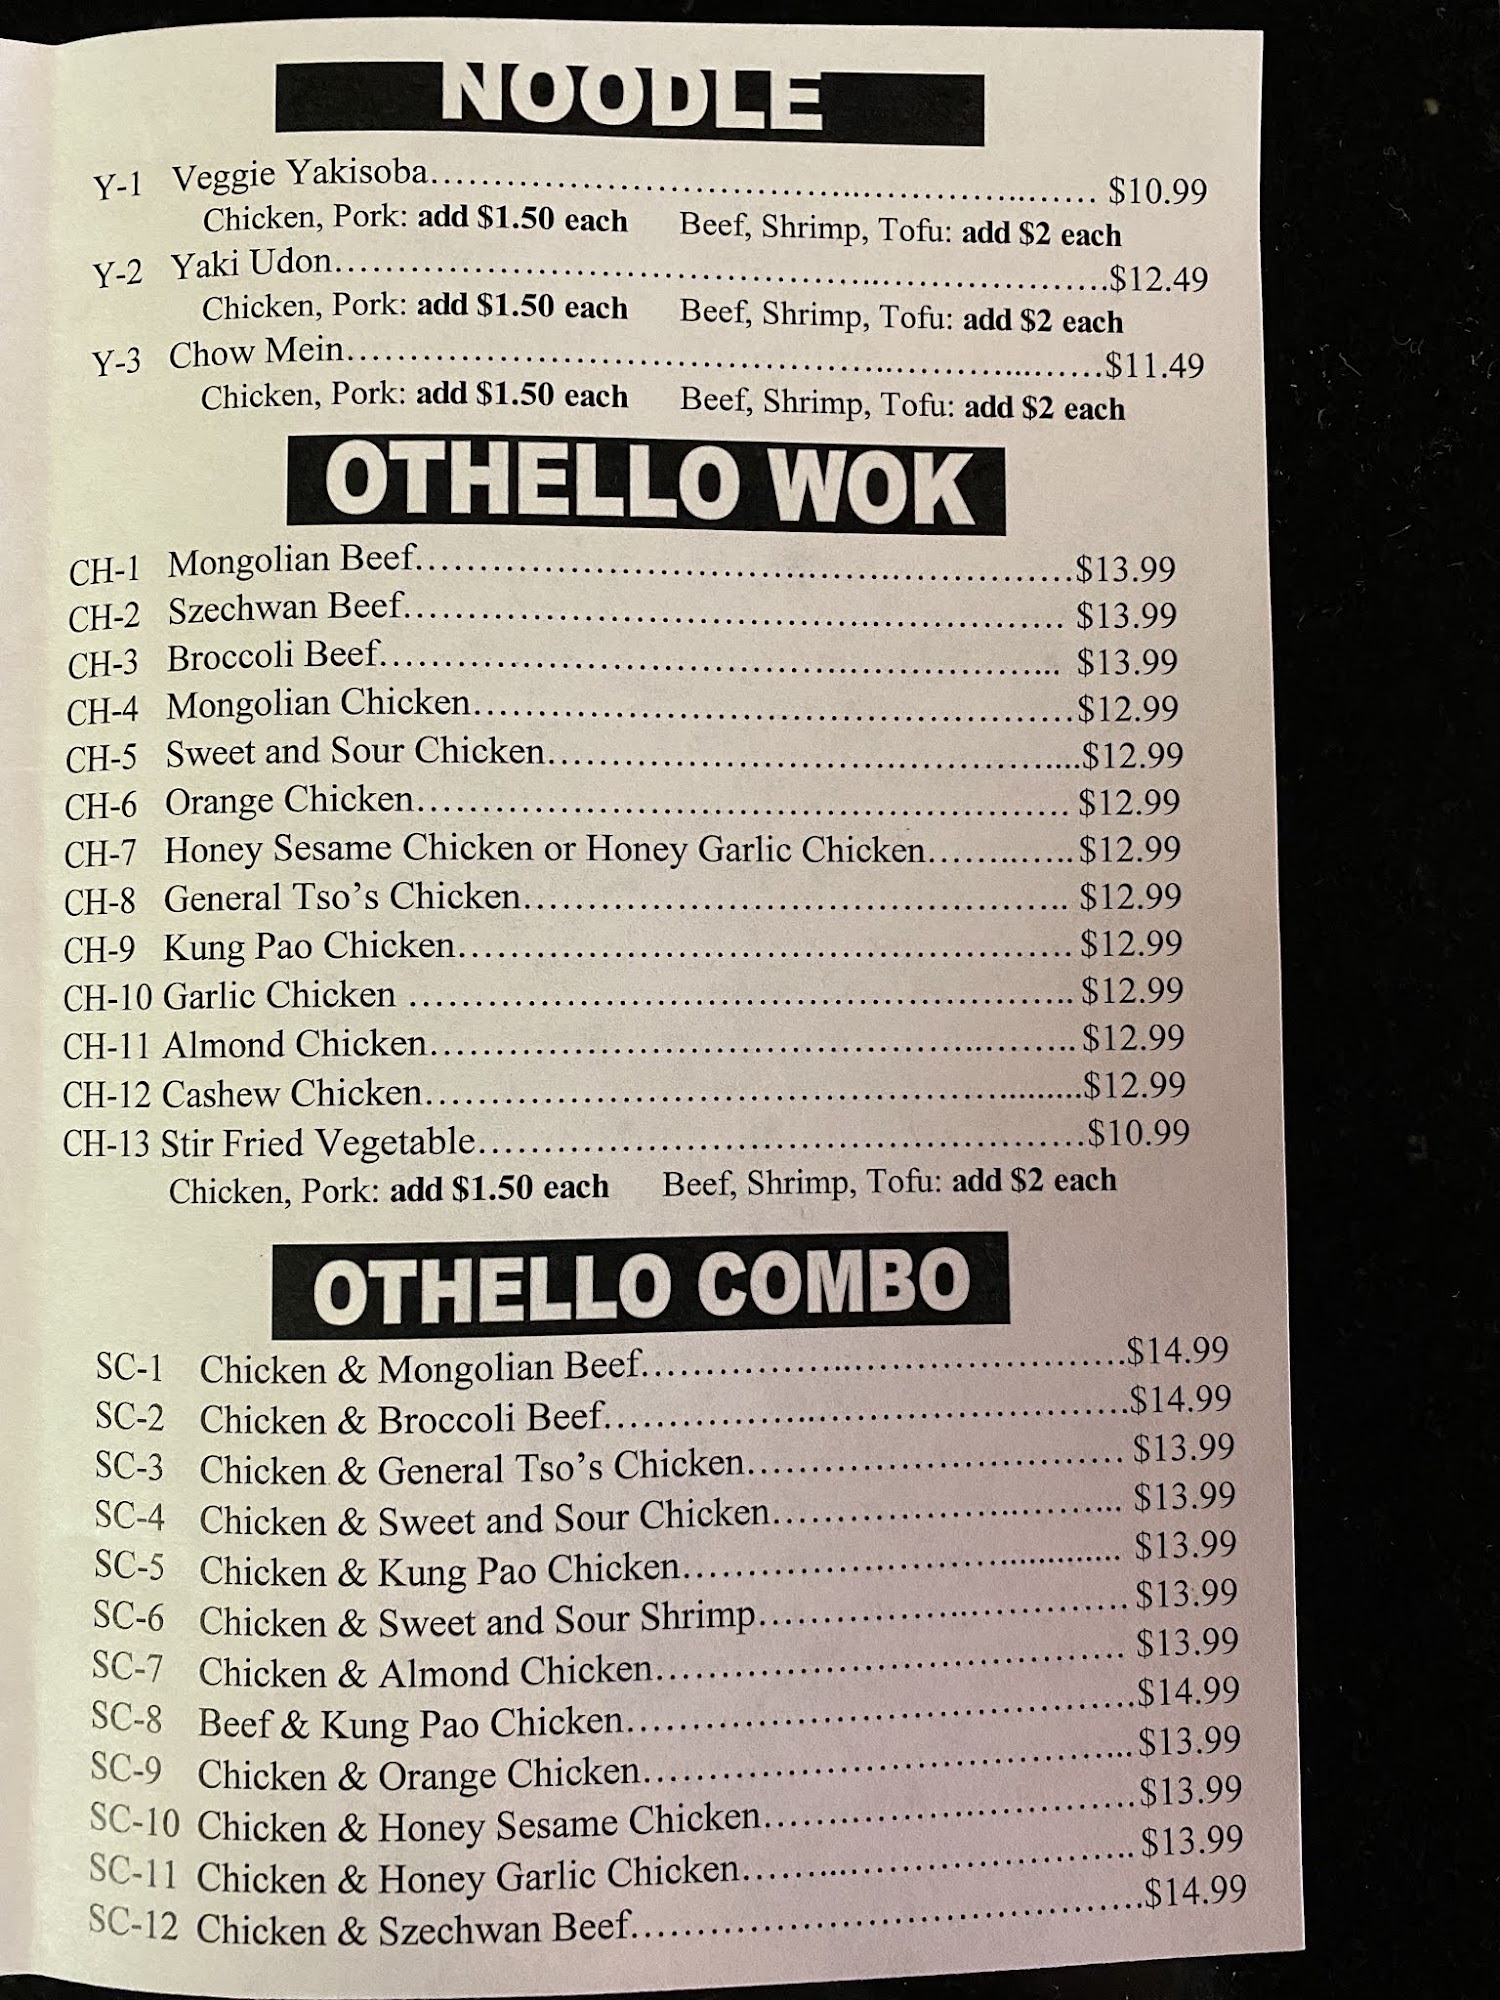 NOODLE
Y-1 Veggie Yakisoba........ $10.99
Chicken, Pork: add $1.50 each Beef, Shrimp, Tofu: add $2 each
Y-2 Yaki Udon........$12.49
Chicken, Pork: add $1.50 each Beef, Shrimp, Tofu: add $2 each
Y-3 Chow Mein........$11.49
Chicken, Pork: add $1.50 each Beef, Shrimp, Tofu: add $2 each
OTHELLO WOK
CH-1 Mongolian Beef........$13.99
CH-2 Szechwan Beef........ $13.99
CH-3 Broccoli Beef........ $13.99
CH-4 Mongolian Chicken........$12.99
CH-5 Sweet and Sour Chicken........$12.99
CH-6 Orange Chicken........ $12.99
CH-7 Honey Sesame Chicken or Honey Garlic Chicken........$12.99
CH-8 General Tso's Chicken........ $12.99
CH-9 Kung Pao Chicken........ $12.99
CH-10 Garlic Chicken ........ $12.99
CH-11 Almond Chicken........ $12.99
CH-12 Cashew Chicken........$12.99
CH-13 Stir Fried Vegetable........$10.99
Chicken, Pork: add $1.50 each Beef, Shrimp, Tofu: add $2 each
OTHELLO COMBO
SC-1 Chicken & Mongolian Beef........$14.99
SC-2 Chicken & Broccoli Beef........$14.99
SC-3 Chicken & General Tso's Chicken........ $13.99
SC-4 Chicken & Sweet and Sour Chicken........ $13.99
SC-5 Chicken & Kung Pao Chicken........ $13.99
SC-6 Chicken & Sweet and Sour Shrimp........ $13.99
SC-7 Chicken & Almond Chicken........ $13.99
SC-8 Beef & Kung Pao Chicken........$14.99
SC-9 Chicken & Orange Chicken........$13.99
SC-10 Chicken & Honey Sesame Chicken........$13.99
SC-11 Chicken & Honey Garlic Chicken........ $13.99
SC-12 Chicken & Szechwan Beef........$14.99